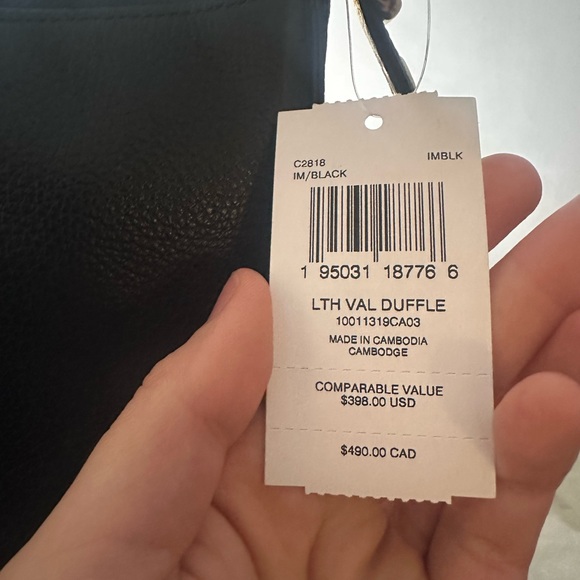 C2818 IMBLK
IM/BLACK
1 95031 18776 6
LTH VAL DUFFLE
10011319CA03
MADE IN CAMBODIA
CAMBODGE
COMPARABLE VALUE
$398.00 USD
$490.00 CAD